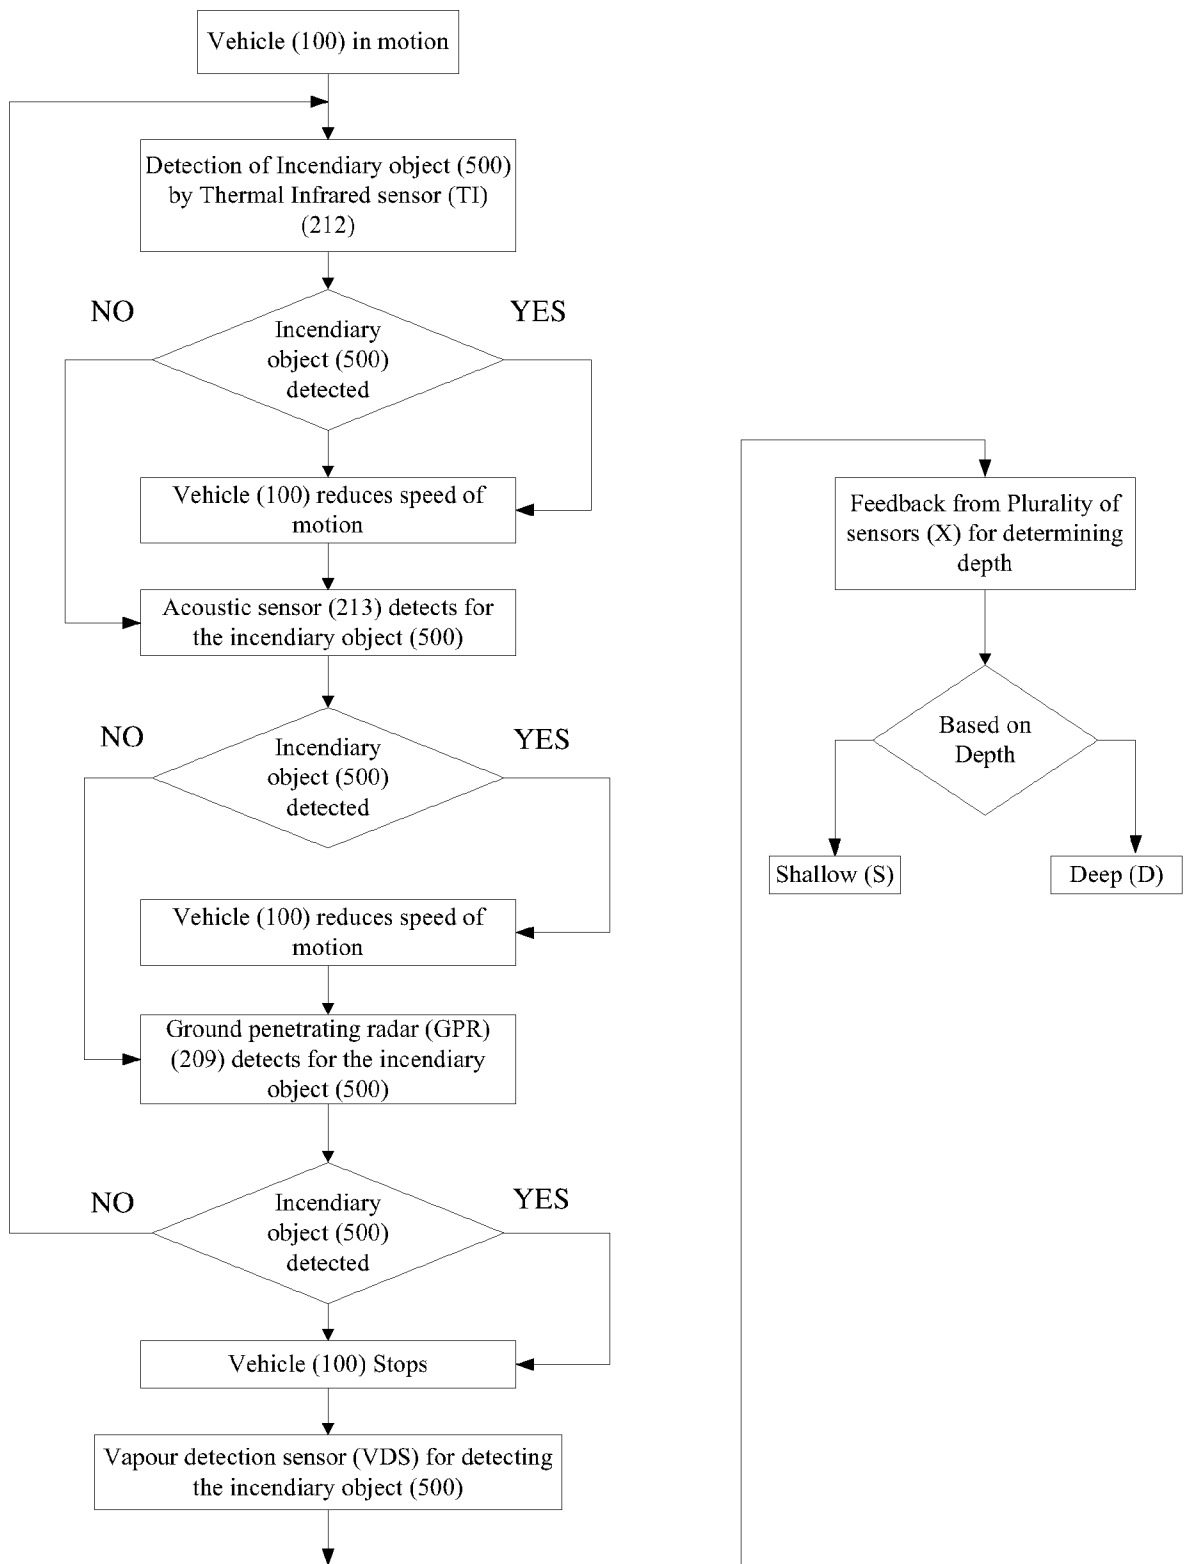 Vehicle (100) in motion
Detection of Incendiary object (500)
by Thermal Infrared sensor (TI)
(212)
NO
YES
Incendiary
object (500)
detected
Vehicle (100) reduces speed of
motion
Acoustic sensor (213) detects for
the incendiary object (500)
NO
YES
Incendiary
object (500)
detected
Vehicle (100) reduces speed of
motion
Ground penetrating radar (GPR)
(209) detects for the incendiary
object (500)
NO
YES
Incendiary
object (500)
detected
Vehicle (100) Stops
Vapour detection sensor (VDS) for detecting
the incendiary object (500)
Feedback from Plurality of
sensors (X) for determining
depth
Based on
Depth
Shallow (S)
Deep (D)